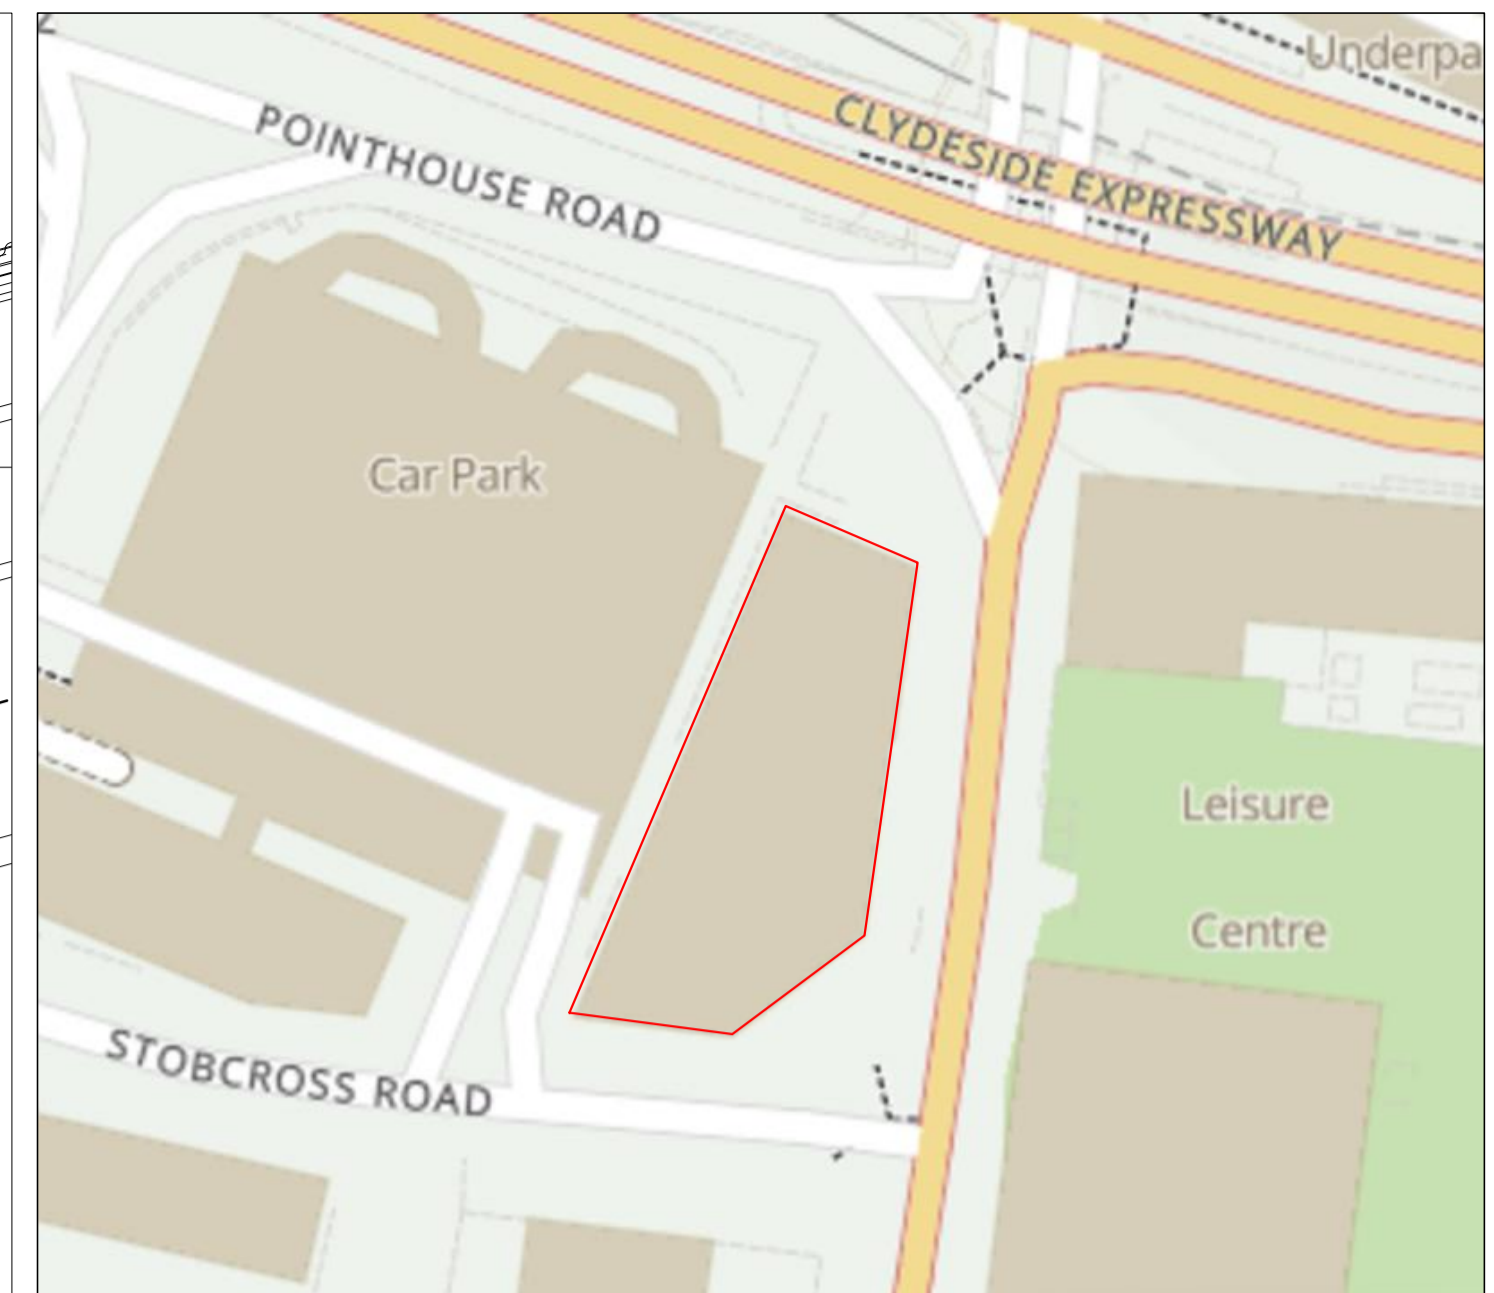 Underpa
CLYDESIDE EXPRESSWAY
POINTHOUSE ROAD
Car Park
Leisure
Centre
STOBCROSS ROAD